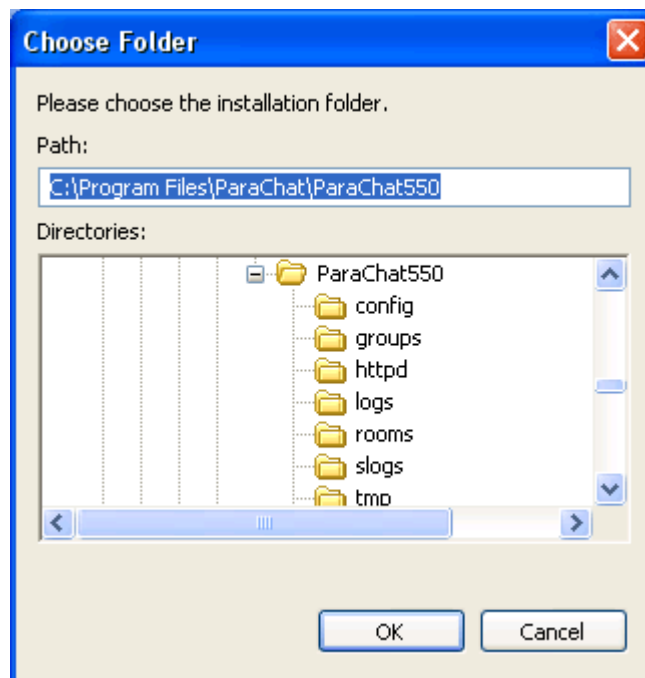 Choose Folder
Please choose the installation folder.
Path:
C:\Program Files\ParaChat\ParaChat550
Directories:
ParaChat550
config
groups
httpd
logs
rooms
slogs
tmp
OK Cancel